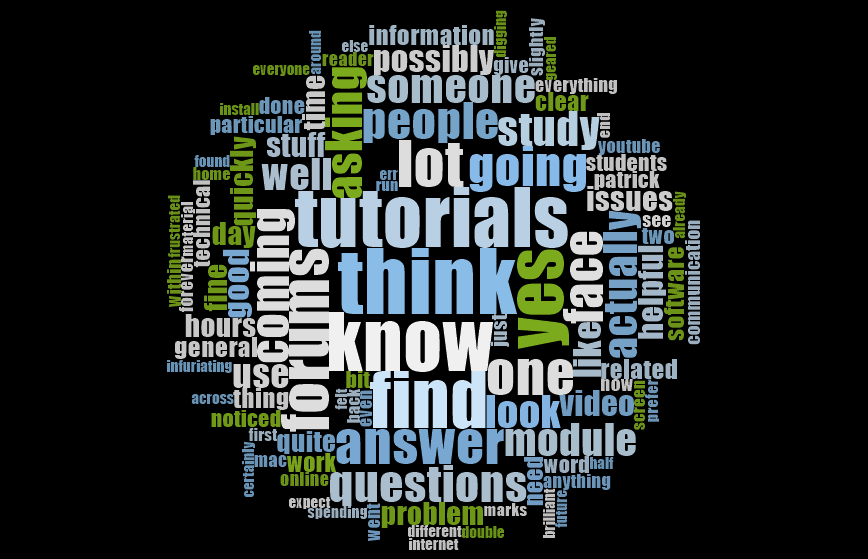 digging
around
else
information
slightly
everyone
reader
possibly
give
geared
someone
everything
install
done
time
asking
people
clear
particular
study
end
stuff
lot
youtube
found
home
quickly
well
err
run
going
students
patrick
issues
already
frustrated
material
technical
tutorials
see
day
coming
two
actually
helpful
communication
within
forever
fine
good
forums
think
yes
face
software
hours
know
just
like
general
infuriating
use
one
related
now
bit
find
across
thing
felt
back
even
look
video
screen
prefer
noticed
first
quite
answer
module
certainly
mac
work
need
word
half
online
questions
anything
expect
spending
went
problem
marks
brilliant
future
different
double
internet